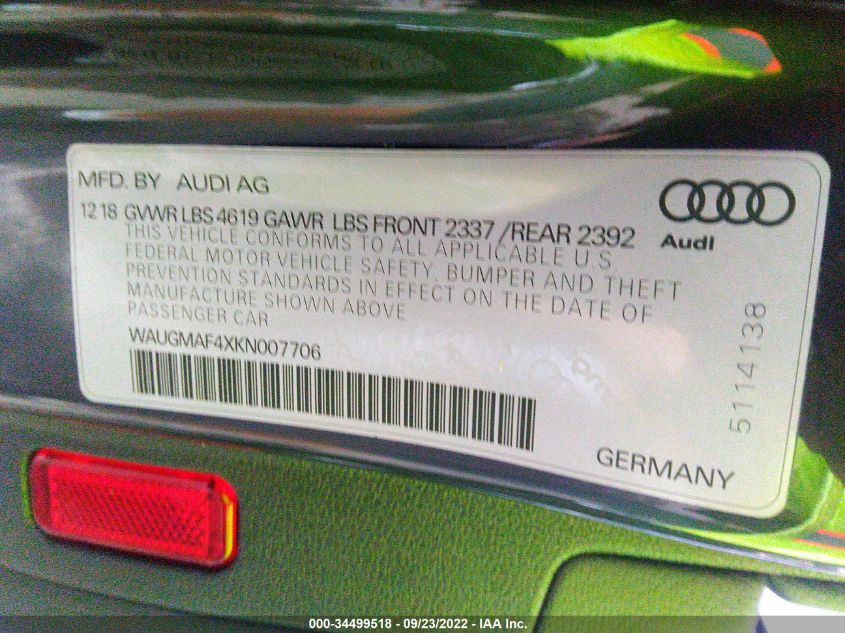 MFD. BY AUDI AG
12 18 GVWR LBS 4619 GAWR LBS FRONT 2337 /REAR 2392
THIS VEHICLE CONFORMS TO ALL APPLICABLE U.S.
FEDERAL MOTOR VEHICLE SAFETY, BUMPER AND THEFT
PREVENTION STANDARDS IN EFFECT ON THE DATE OF
MANUFACTURE SHOWN ABOVE
PASSENGER CAR
WAUGMAF4XKN007706
Audi
5114138
GERMANY
000-34499518 - 09/23/2022 - IAA Inc.